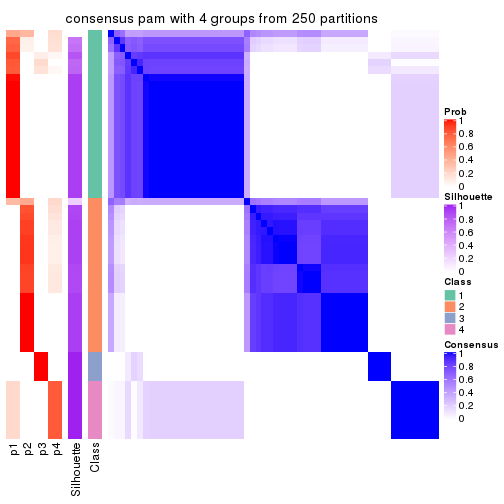 consensus pam with 4 groups from 250 partitions
Prob
1
0.8
0.6
0.4
0.2
0
Silhouette
1
0.8
0.6
0.4
0.2
0
Class
1
2
3
4
Consensus
1
0.8
0.6
0.4
0.2
0
p1
p2
p3
p4
Silhouette
Class